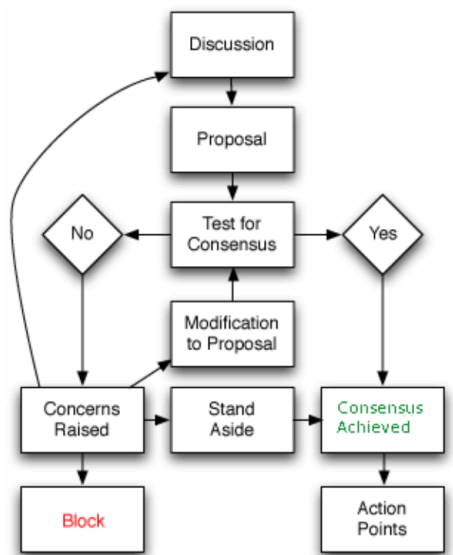 Discussion
Proposal
No
Test for
Consensus
Yes
Modification
to Proposal
Concerns
Raised
Stand
Aside
Consensus
Achieved
Block
Action
Points